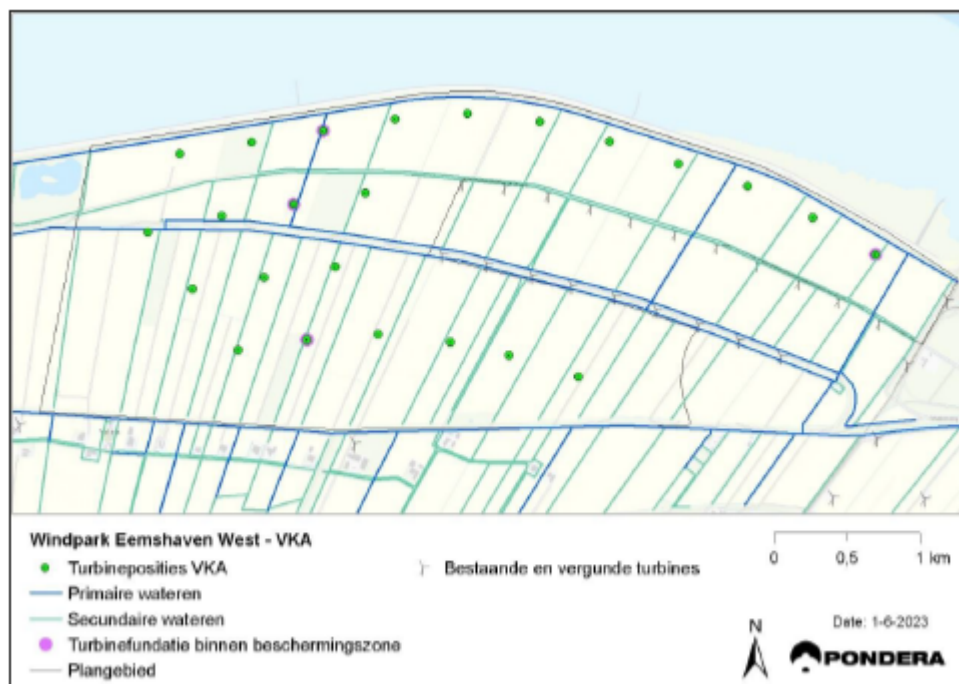 Windpark Eemshaven West - VKA
Turbineposities VKA
Bestaande en vergunde turbines
Primaire wateren
Secundaire wateren
Turbinefundatie binnen beschermingszone
Plangebied
0 0,5 1 km
N
Date: 1-6-2023
PONDERA